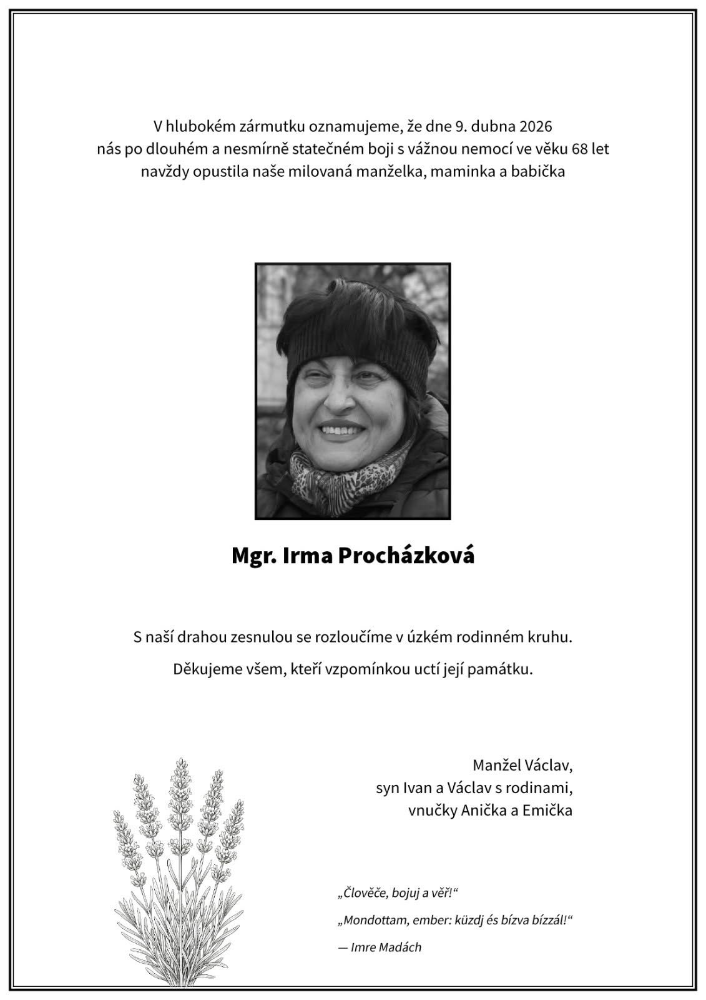 V hlubokém zármutku oznamujeme, že dne 9. dubna 2026
nás po dlouhém a nesmírně statečném boji s vážnou nemocí ve věku 68 let
navždy opustila naše milovaná manželka, maminka a babička
Mgr. Irma Procházková
S naší drahou zesnulou se rozloučíme v úzkém rodinném kruhu.
Děkujeme všem, kteří vzpomínkou uctí její památku.
Manžel Václav,
syn Ivan a Václav s rodinami,
vnučky Anička a Emička
„Člověče, bojuj a věř!“
„Mondottam, ember: küzdj és bízva bízzál!“
— Imre Madách